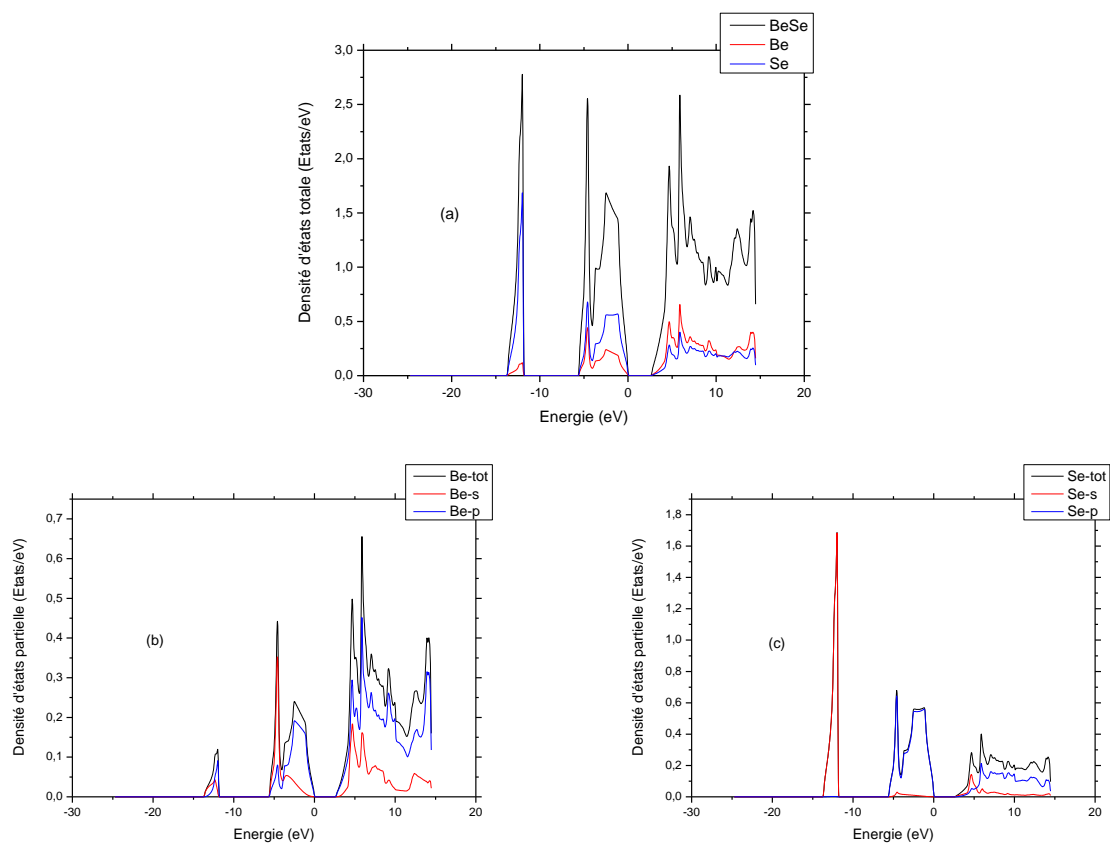 BeSe
Be
Se
3,0
2,5
2,0
1,5
1,0
0,5
0,0
Densité d'états totale (Etats/eV)
(a)
-30 -20 -10 0 10 20
Energie (eV)
Be-tot
Be-s
Be-p
0,7
0,6
0,5
0,4
0,3
0,2
0,1
0,0
Densité d'états partielle (Etats/eV)
(b)
-30 -20 -10 0 10 20
Energie (eV)
Se-tot
Se-s
Se-p
1,8
1,6
1,4
1,2
1,0
0,8
0,6
0,4
0,2
0,0
Densité d'états partielle (Etats/eV)
(c)
-30 -20 -10 0 10 20
Energie (eV)